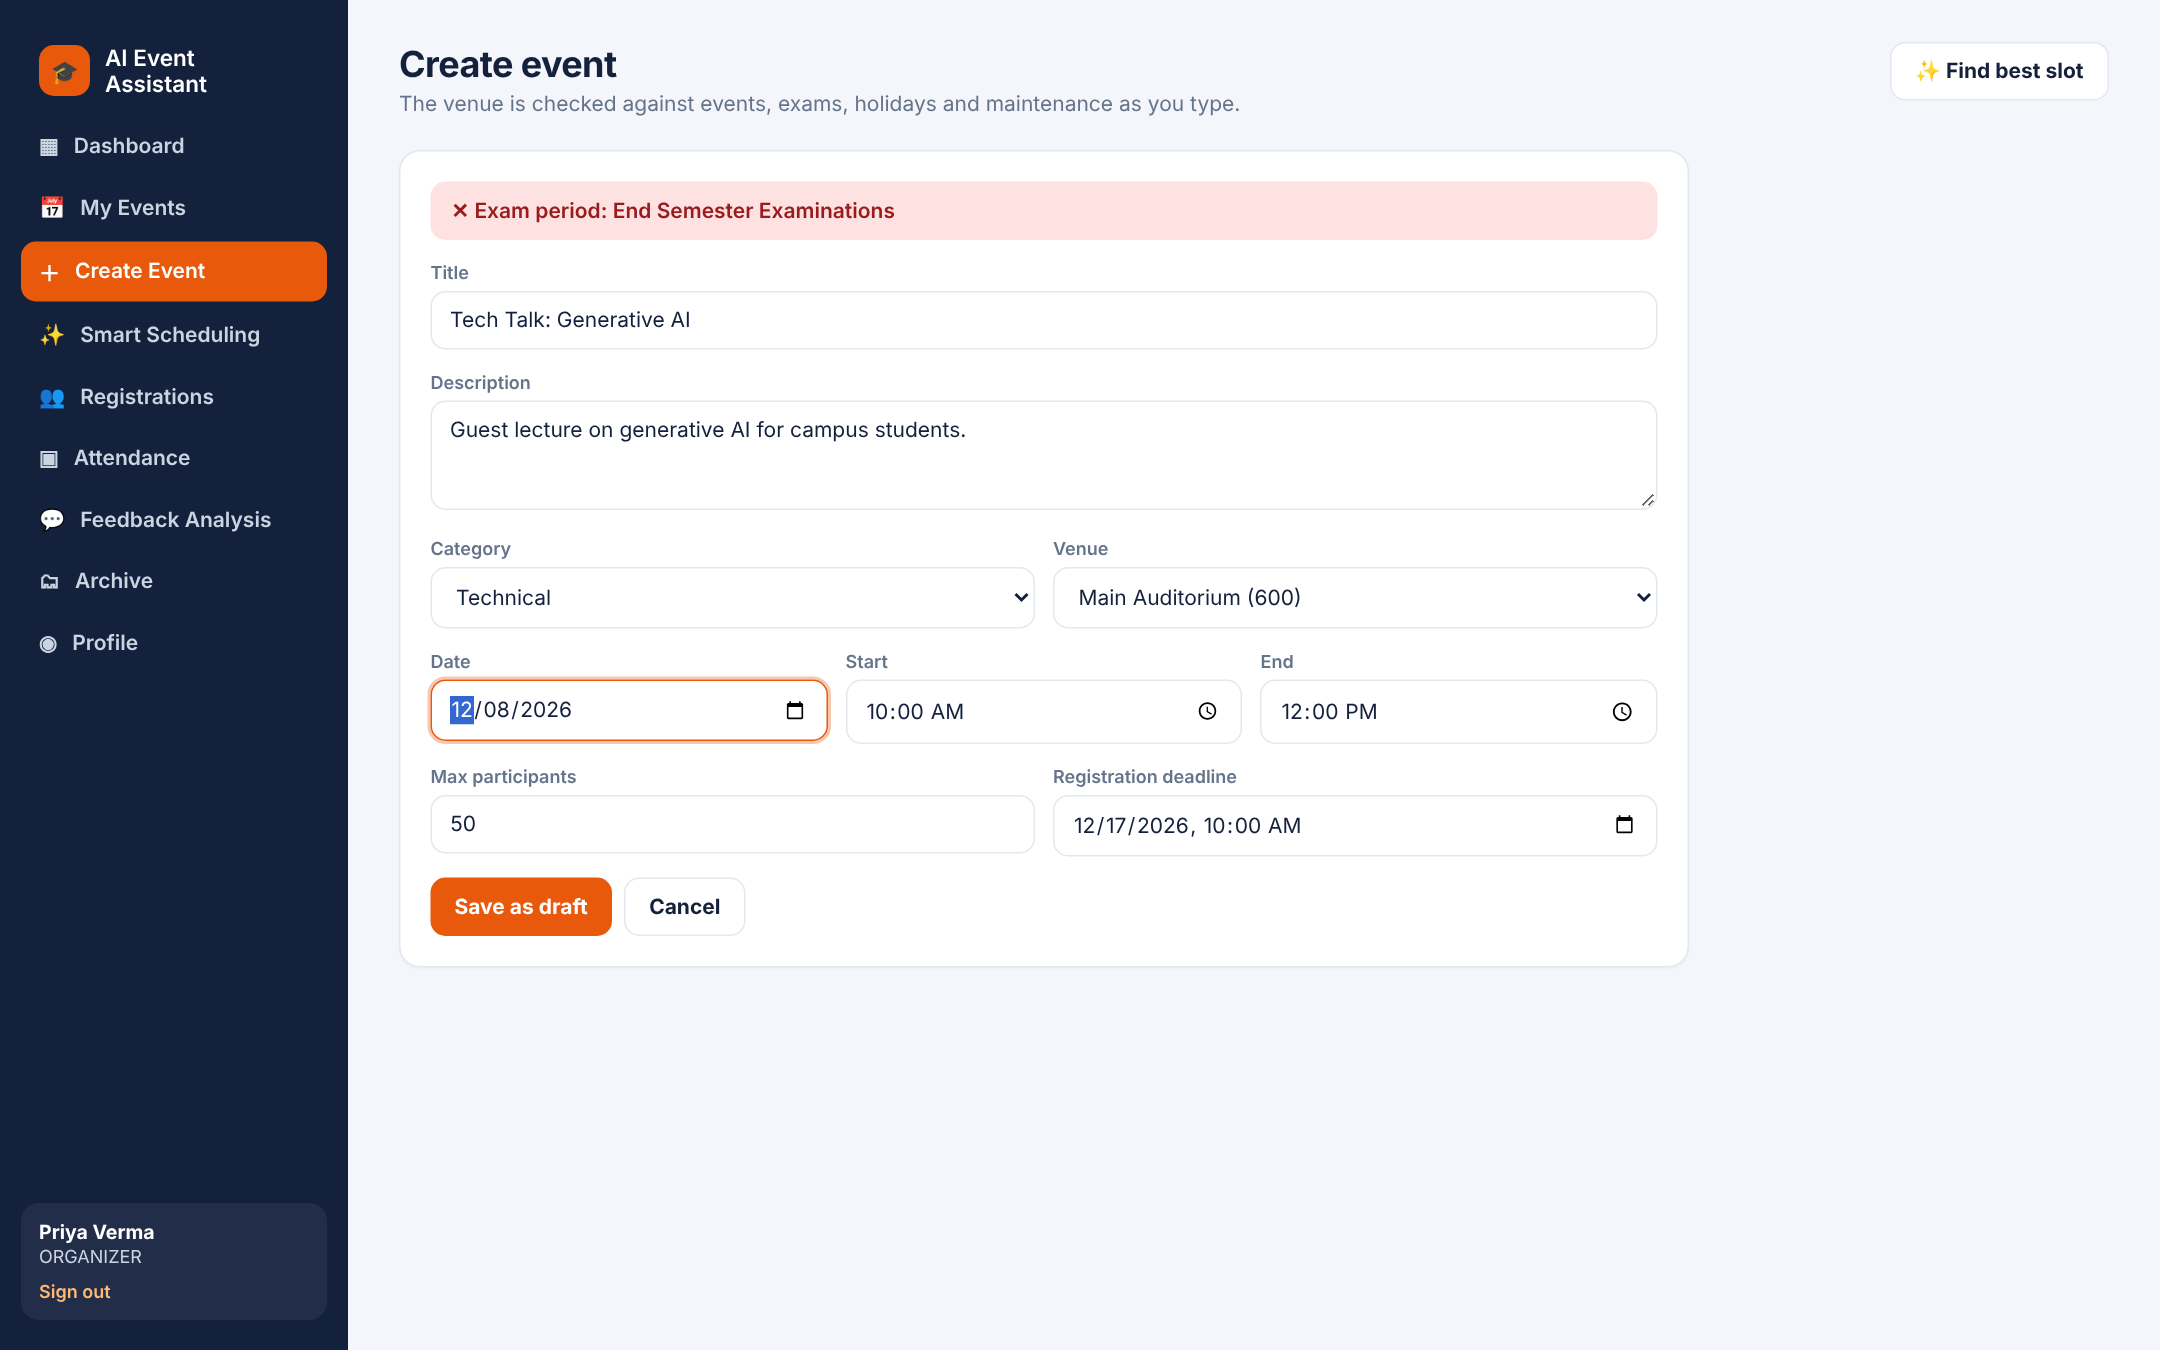 AI Event
Assistant
Dashboard
My Events
Create Event
Smart Scheduling
Registrations
Attendance
Feedback Analysis
Archive
Profile
Priya Verma
ORGANIZER
Sign out
Create event
The venue is checked against events, exams, holidays and maintenance as you type.
✨ Find best slot
✕ Exam period: End Semester Examinations
Title
Tech Talk: Generative AI
Description
Guest lecture on generative AI for campus students.
Category
Venue
Technical
Main Auditorium (600)
Date
Start
End
12/08/2026
10:00 AM
12:00 PM
Max participants
Registration deadline
50
12/17/2026, 10:00 AM
Save as draft
Cancel